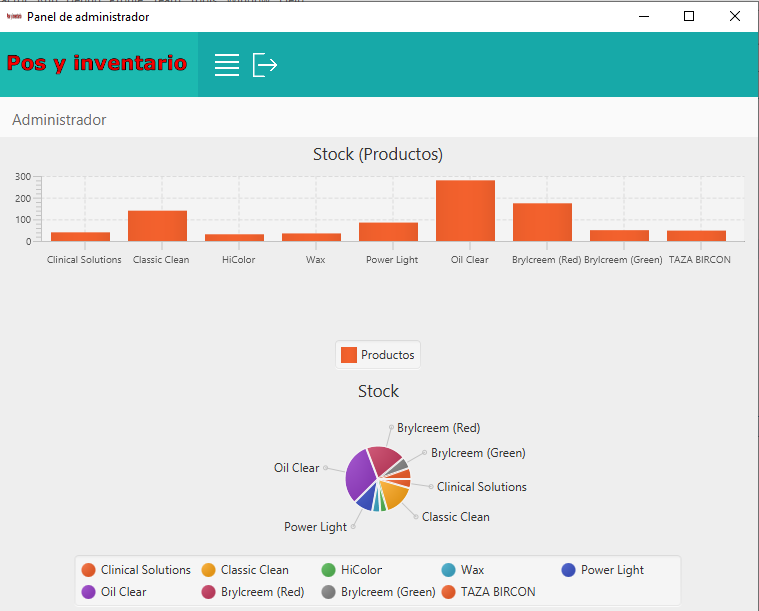 Panel de administrador
Pos y inventario
Administrador
Stock (Productos)
300
200
100
0
Clinical Solutions Classic Clean HiColor Wax Power Light Oil Clear Brylcreem (Red) Brylcreem (Green) TAZA BIRCON
Productos
Stock
Brylcreem (Red)
Brylcreem (Green)
Oil Clear
Clinical Solutions
Classic Clean
Power Light
Clinical Solutions Classic Clean HiColor Wax Power Light
Oil Clear Brylcreem (Red) Brylcreem (Green) TAZA BIRCON